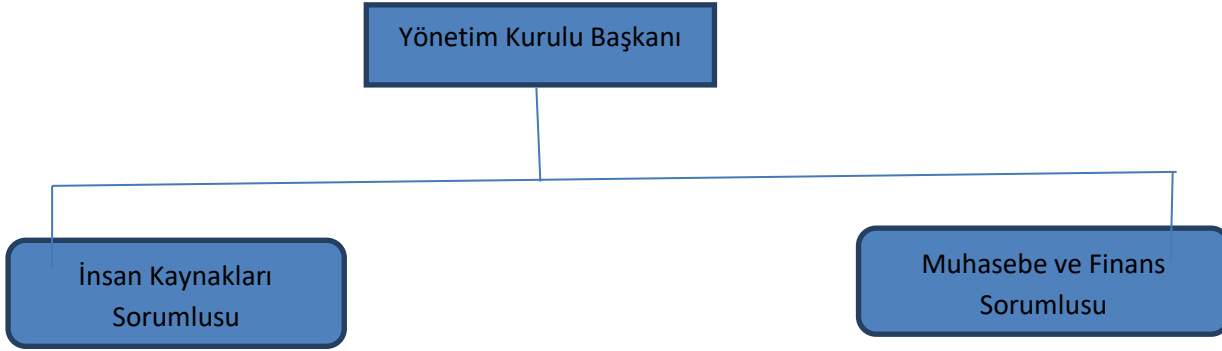 Yönetim Kurulu Başkanı
İnsan Kaynakları
Sorumlusu
Muhasebe ve Finans
Sorumlusu